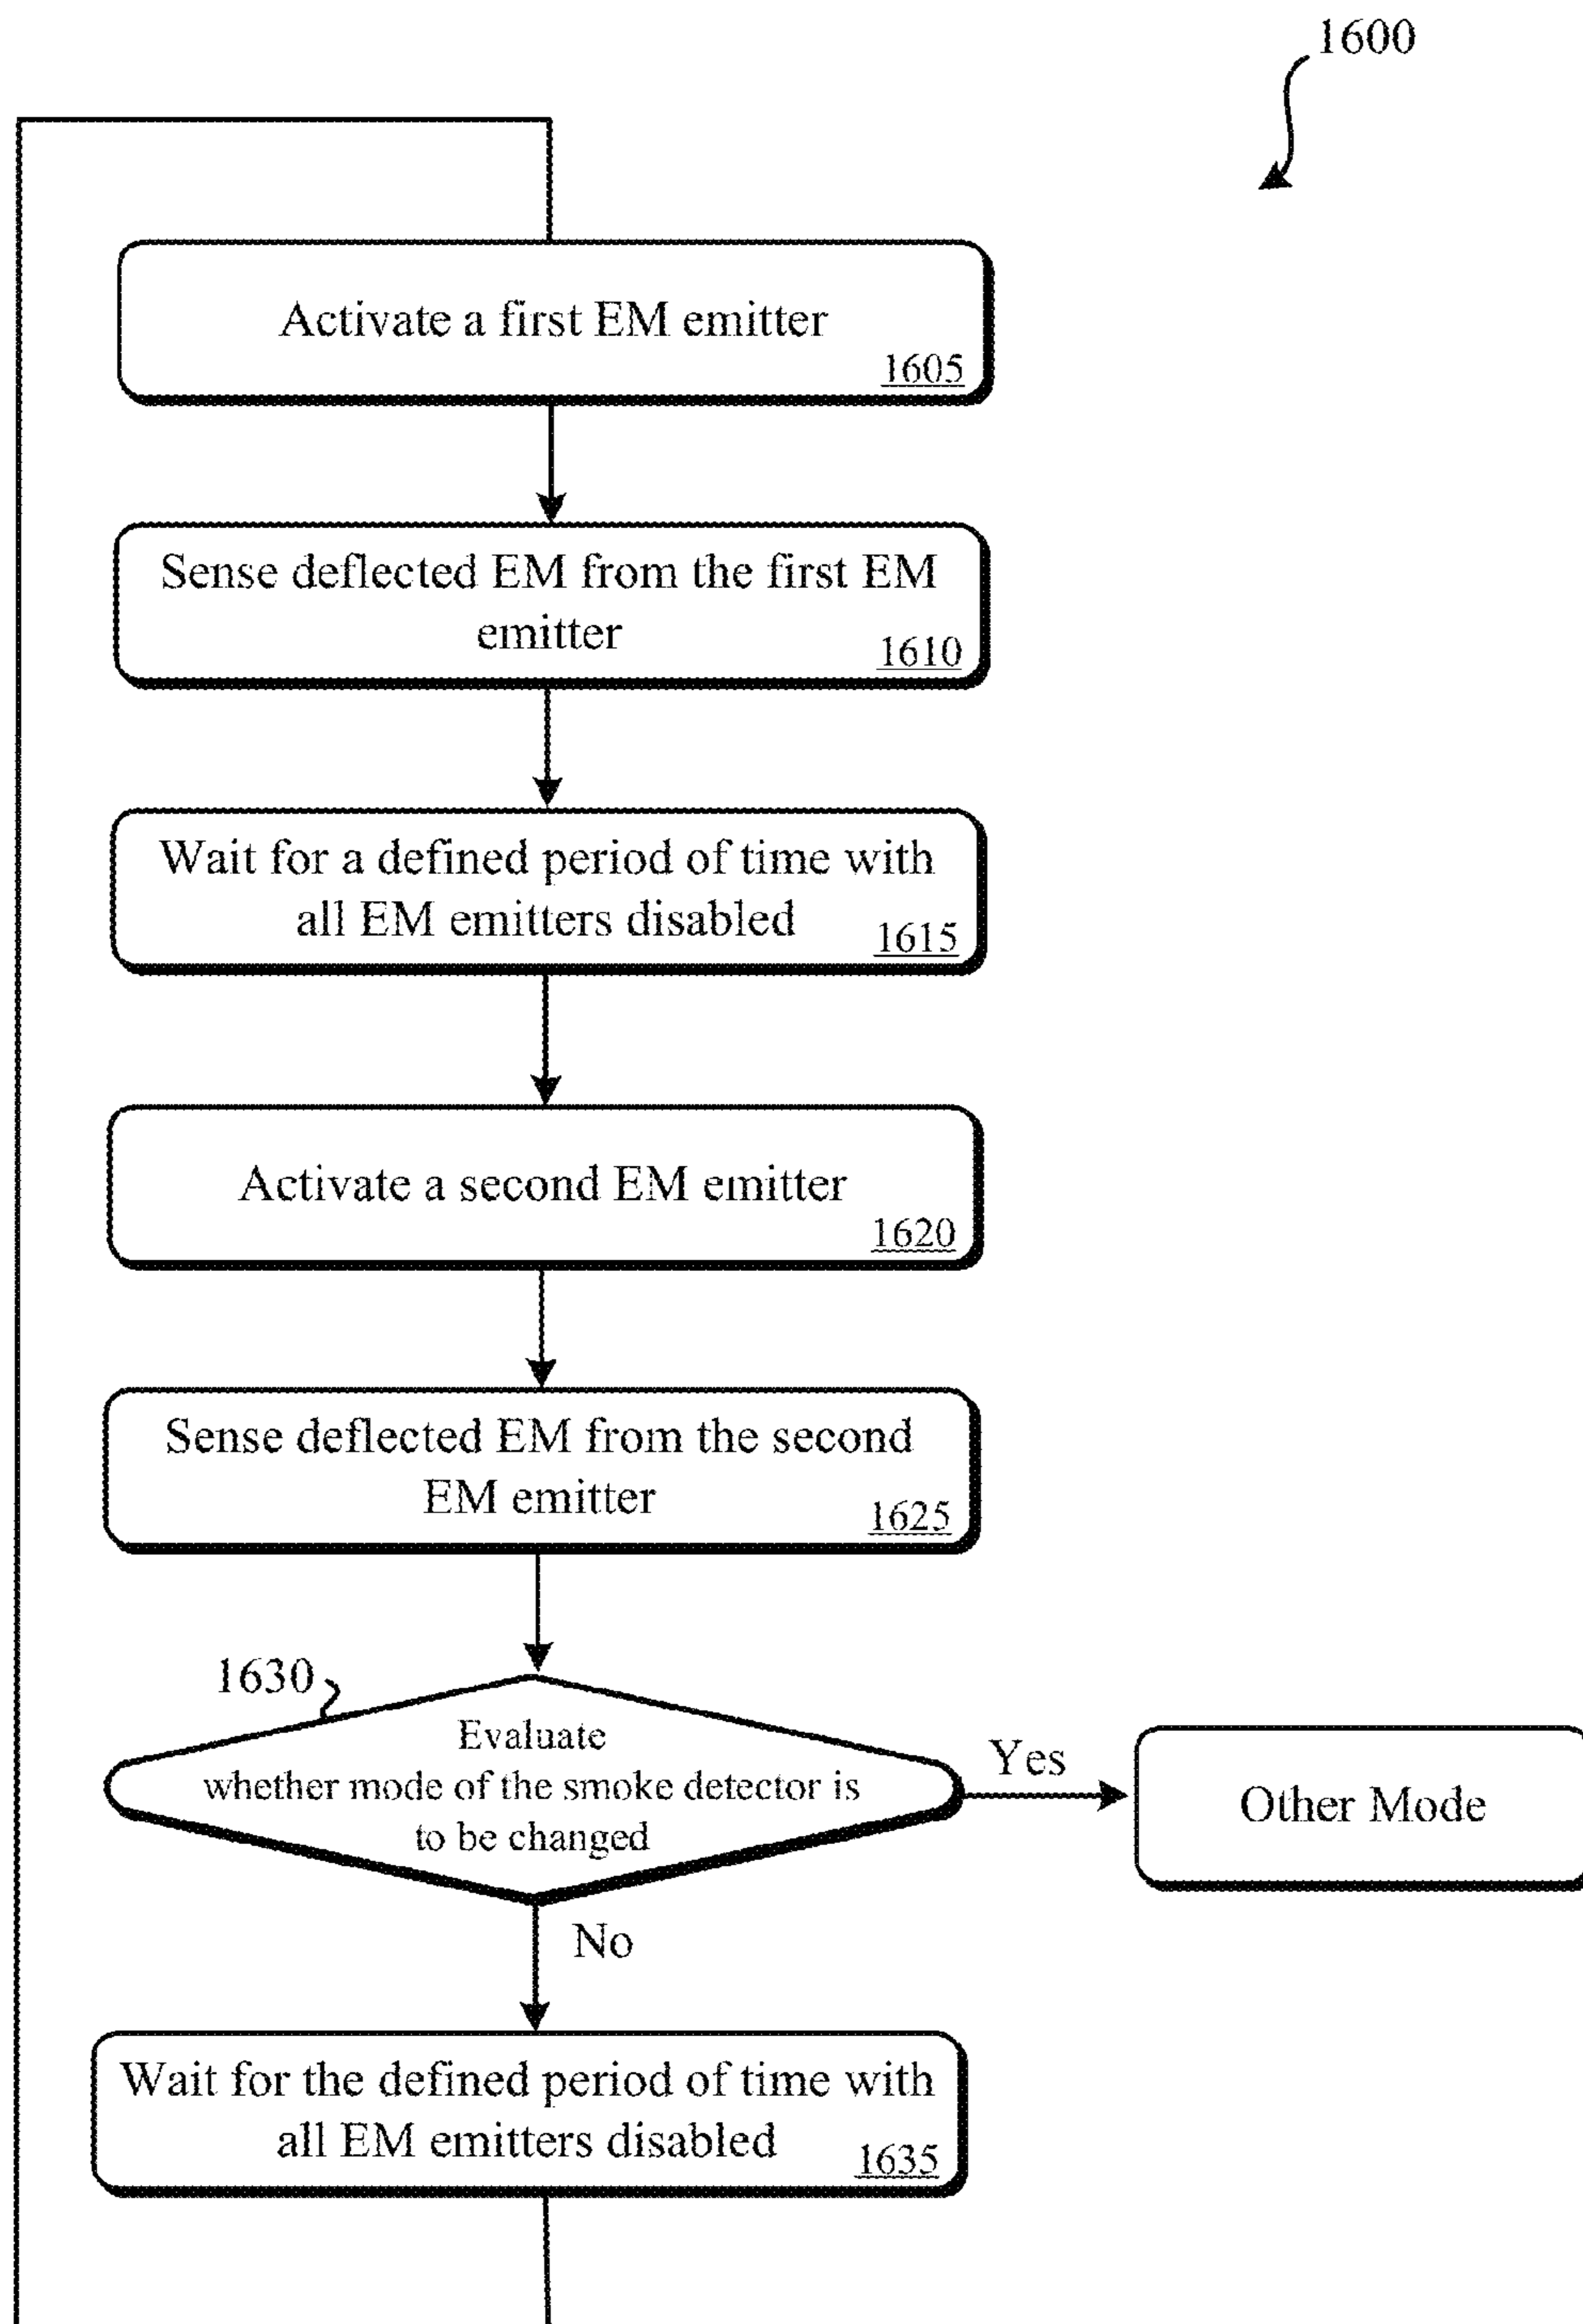 1600
Activate a first EM emitter
1605
Sense deflected EM from the first EM
emitter
1610
Wait for a defined period of time with
all EM emitters disabled
1615
Activate a second EM emitter
1620
Sense deflected EM from the second
EM emitter
1625
1630
Evaluate
whether mode of the smoke detector is
to be changed
Yes
Other Mode
No
Wait for the defined period of time with
all EM emitters disabled
1635